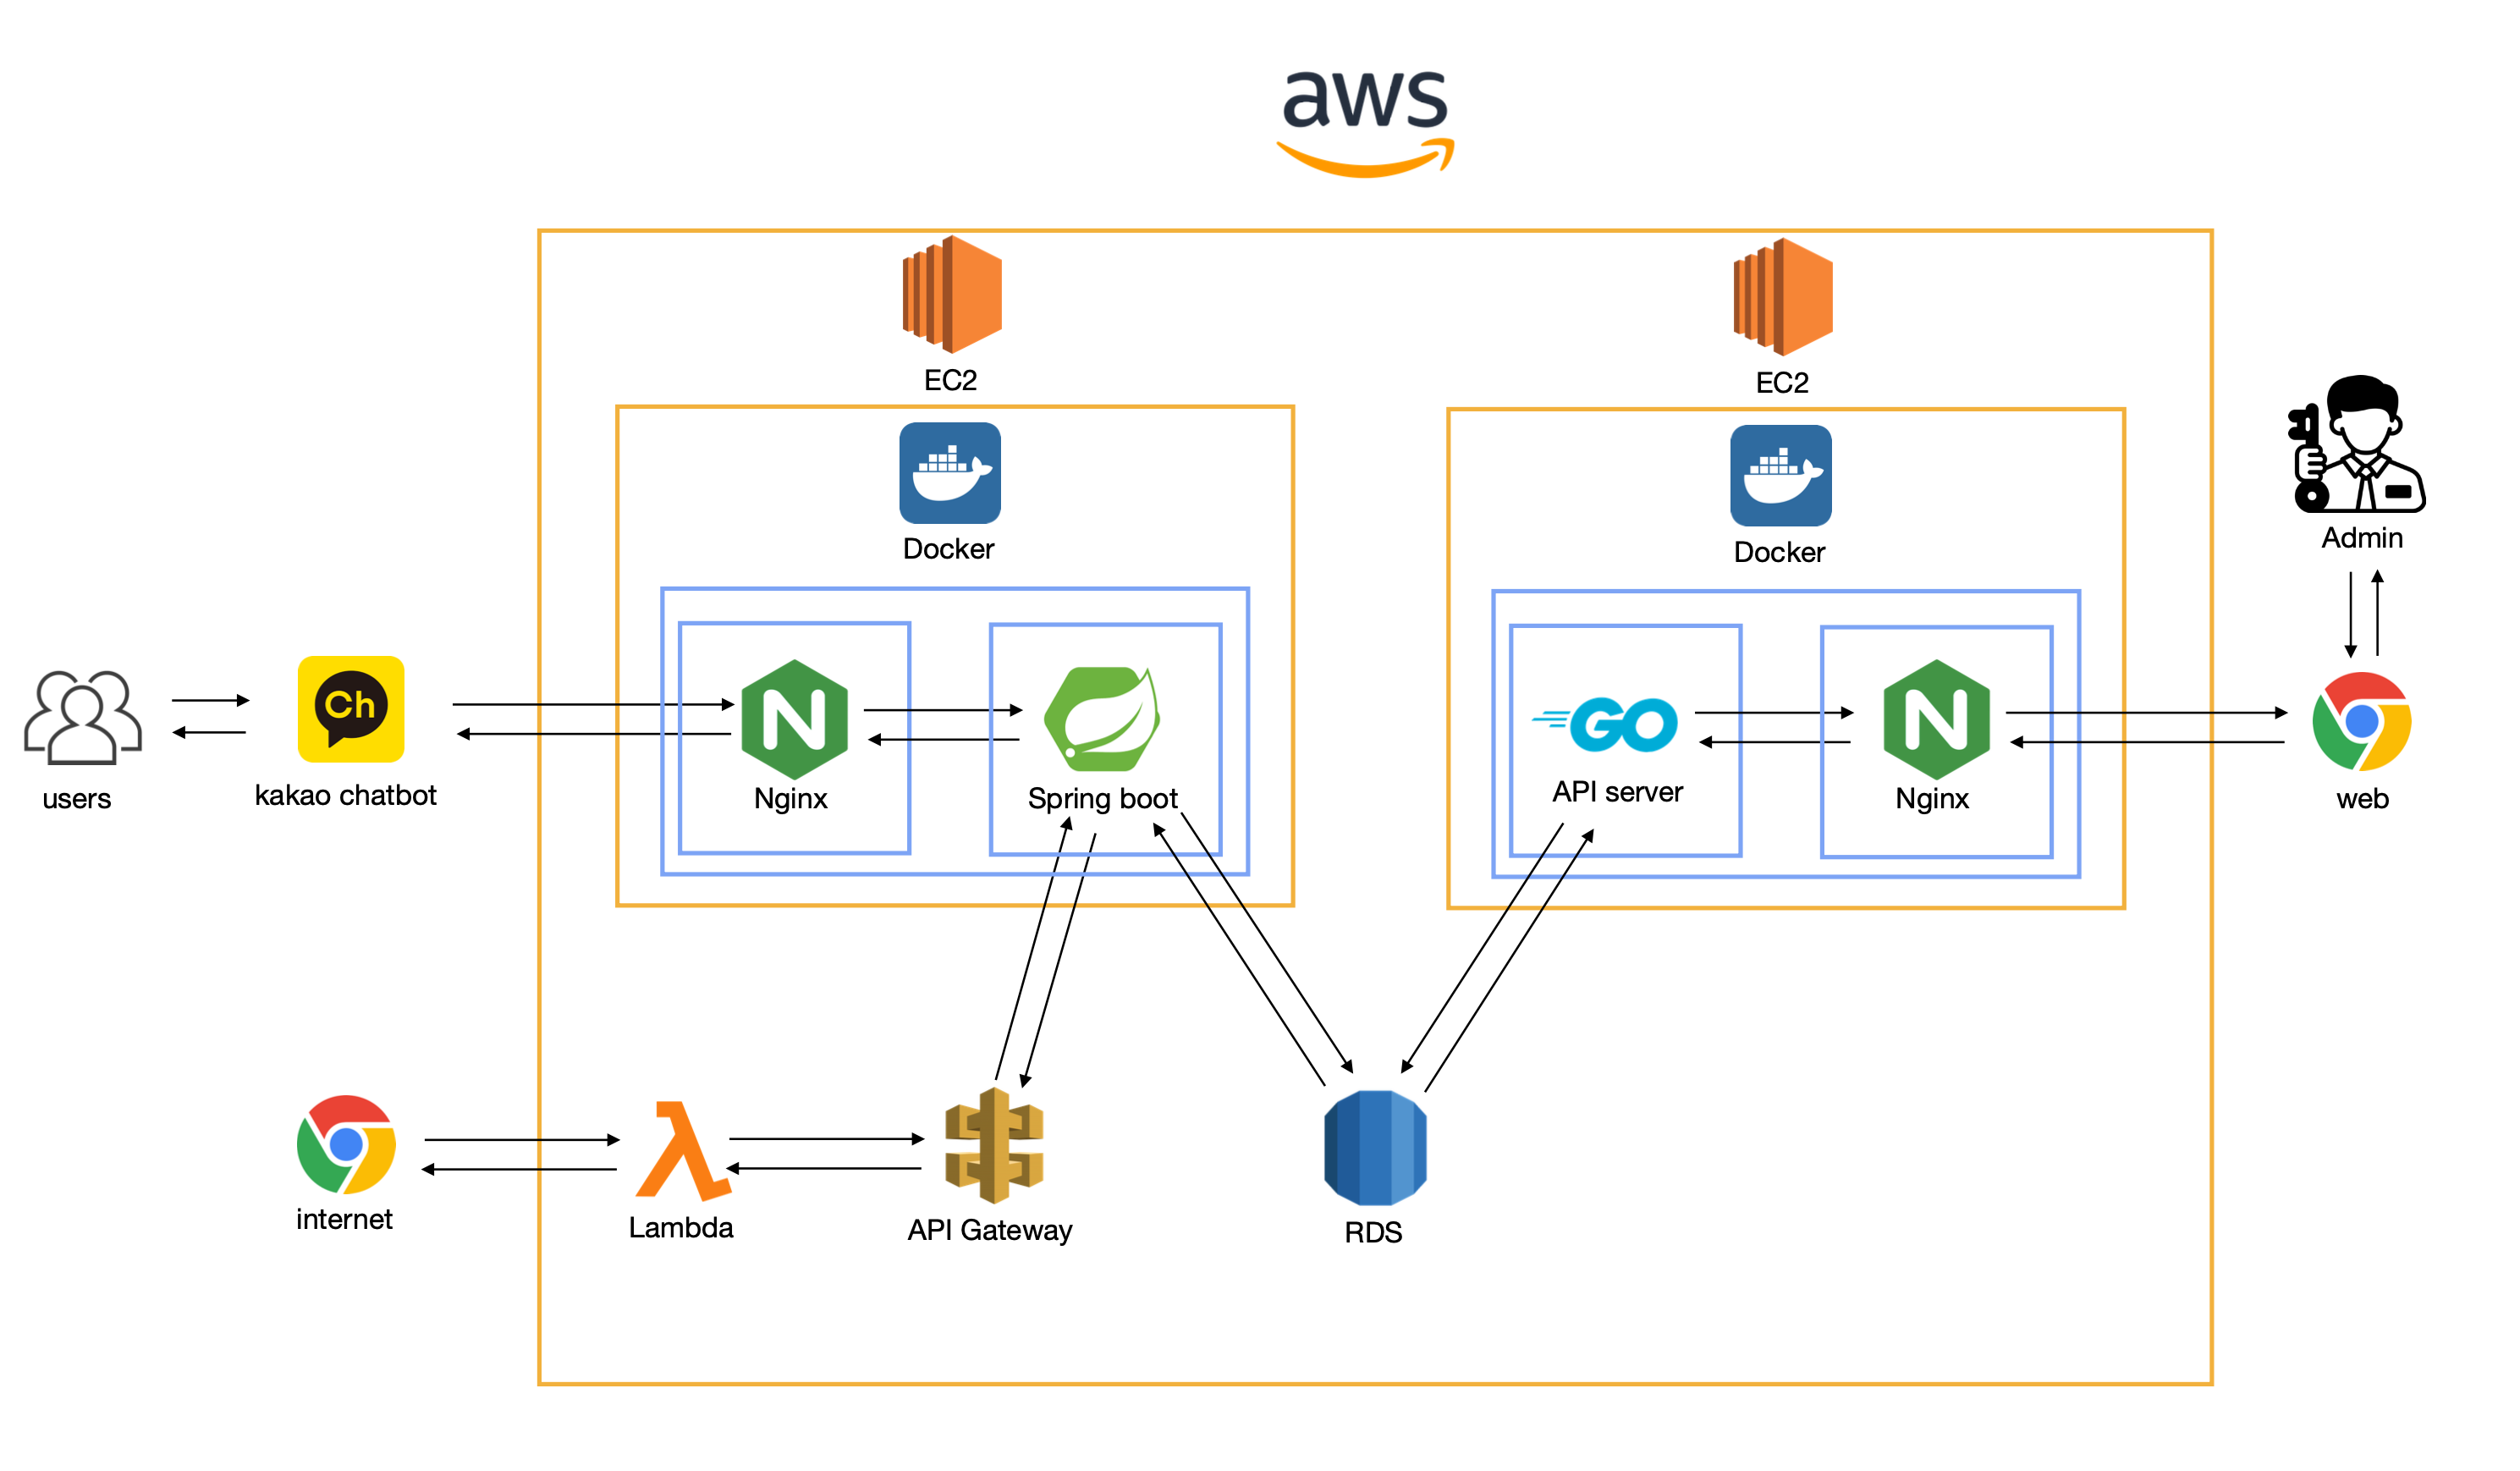 aws
EC2
EC2
Docker
Docker
Admin
Ch
GO
users
kakao chatbot
Nginx
Spring boot
API server
Nginx
web
internet
Lambda
API Gateway
RDS